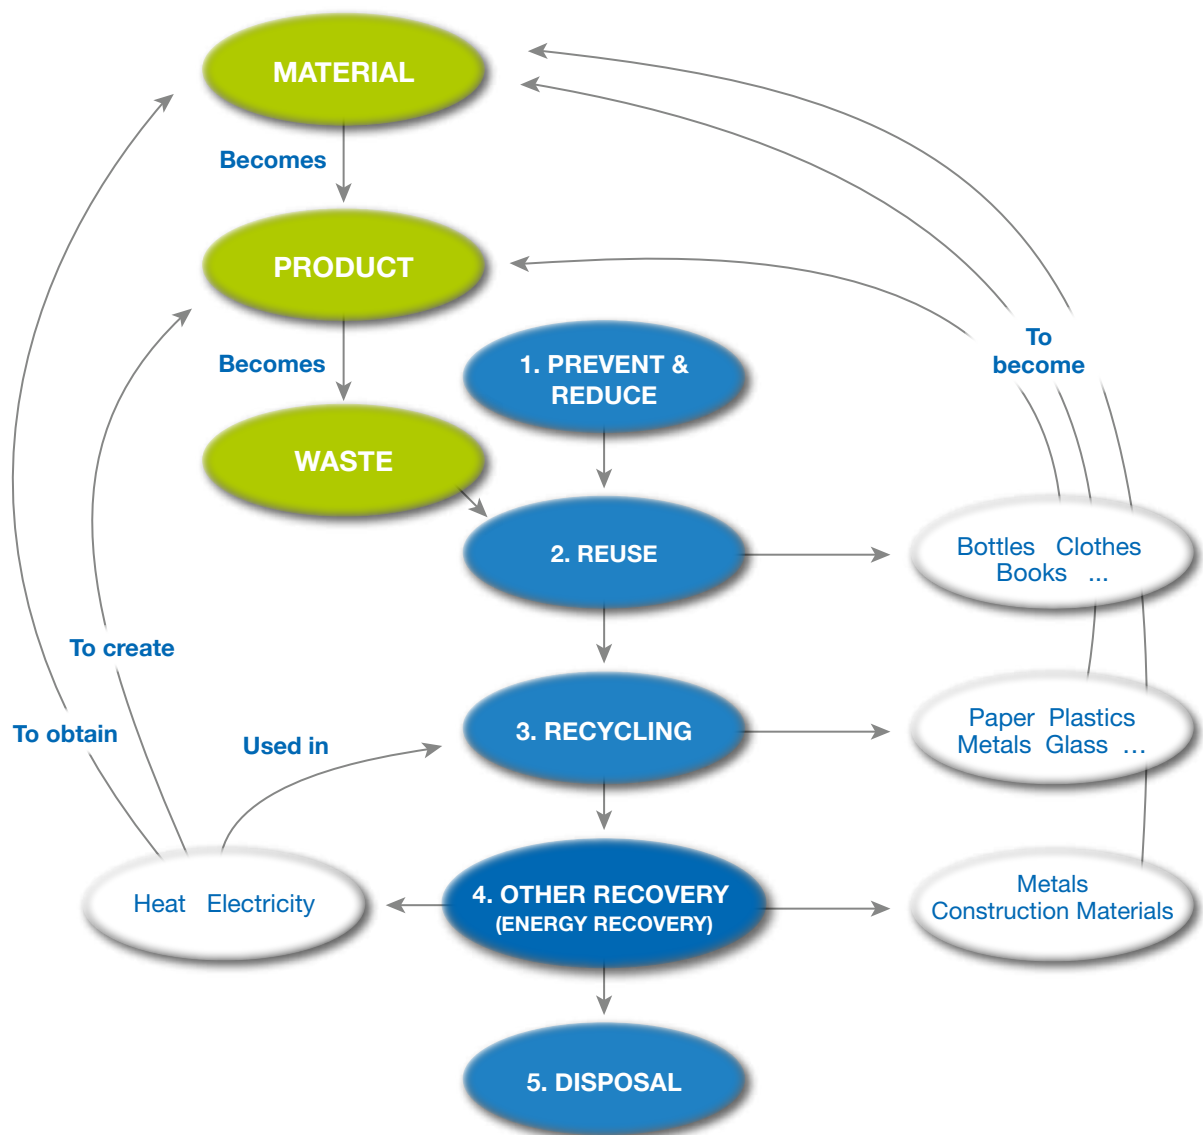 MATERIAL
Becomes
PRODUCT
Becomes
1. PREVENT &
REDUCE
To
become
WASTE
2. REUSE
Bottles Clothes
Books ...
To create
To obtain
Used in
3. RECYCLING
Paper Plastics
Metals Glass ...
Heat Electricity
4. OTHER RECOVERY
(ENERGY RECOVERY)
Metals
Construction Materials
5. DISPOSAL